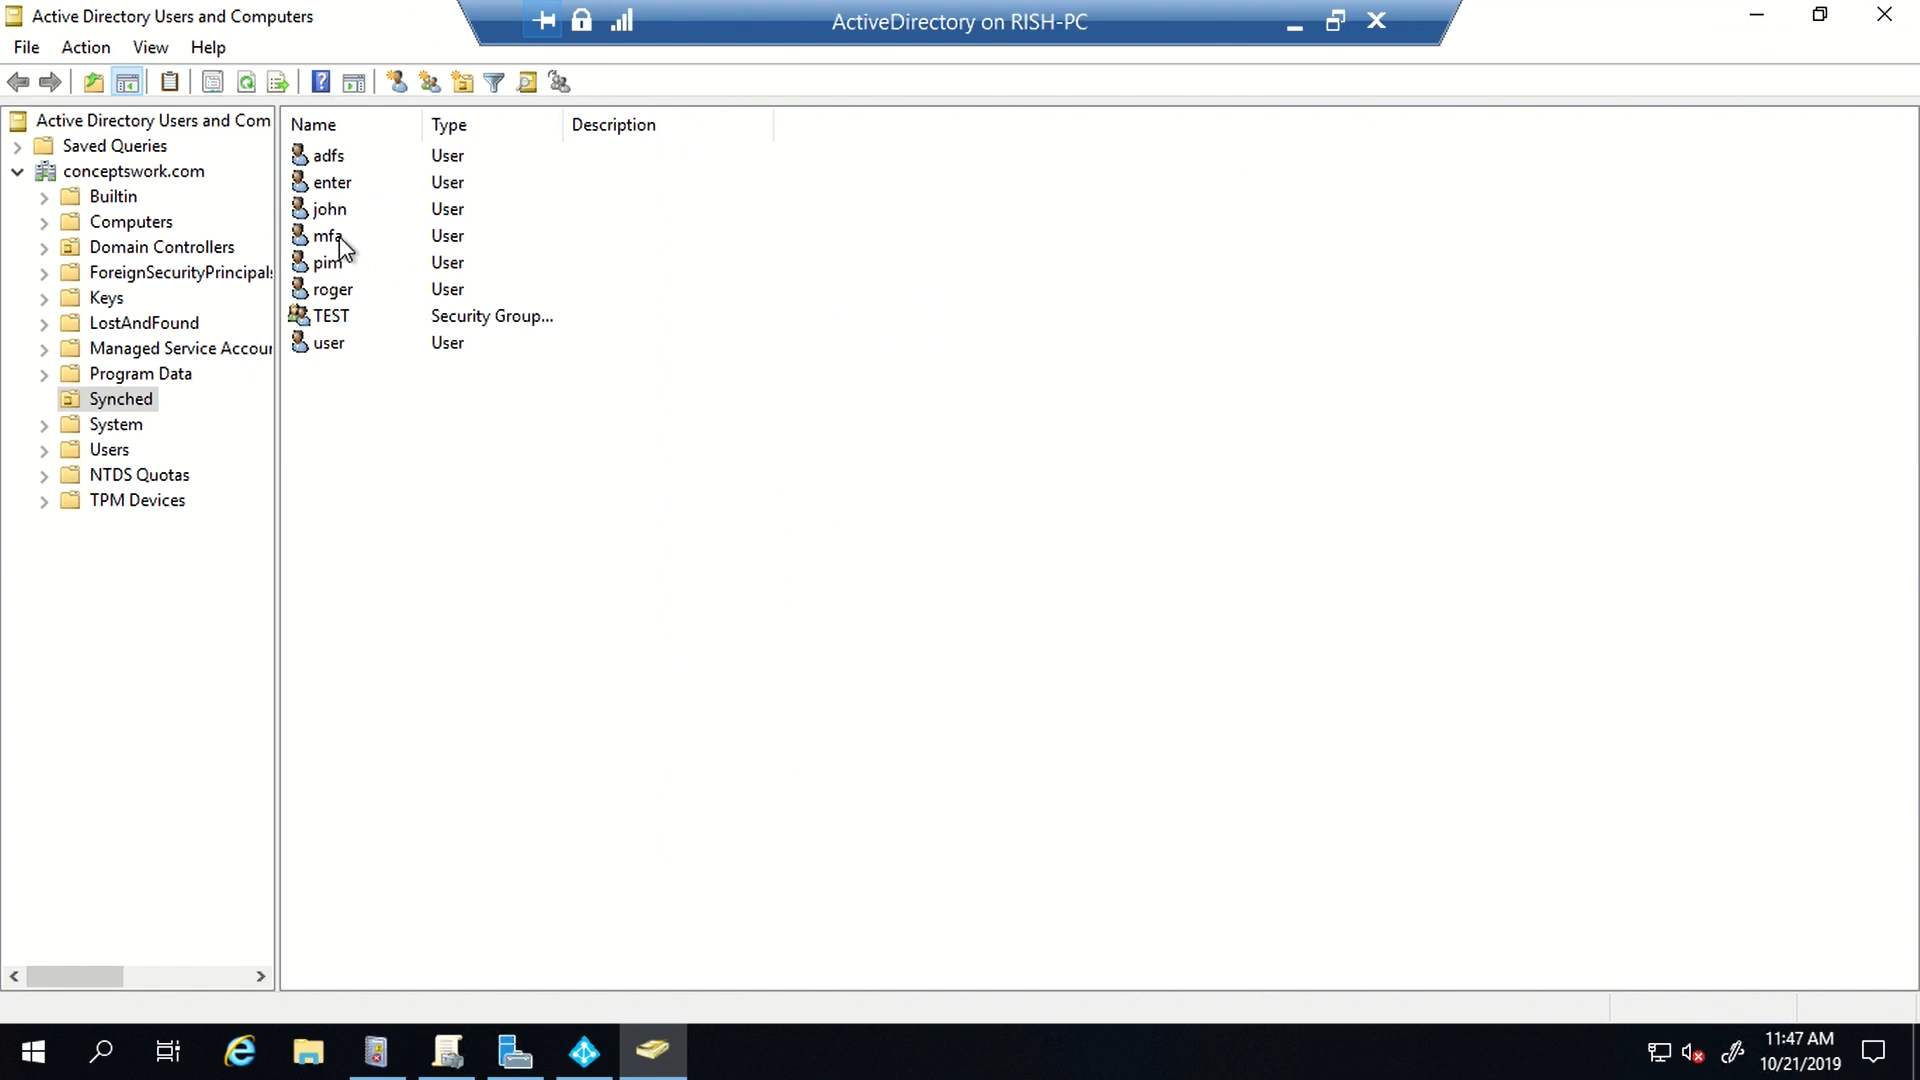 Active Directory Users and Computers
ActiveDirectory on RISH-PC
File Action View Help
Active Directory Users and Com
Saved Queries
conceptswork.com
Builtin
Computers
Domain Controllers
ForeignSecurityPrincipals
Keys
LostAndFound
Managed Service Accour
Program Data
Synched
System
Users
NTDS Quotas
TPM Devices
Name Type Description
adfs User
enter User
john User
mfa User
pim User
roger User
TEST Security Group...
user User
11:47 AM
10/21/2019